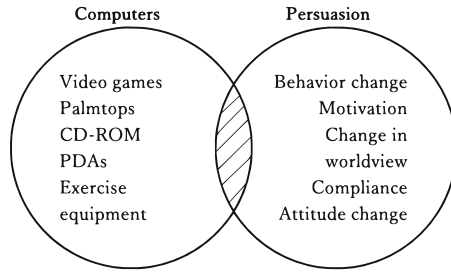 Computers
Persuasion
Video games
Palmtops
CD-ROM
PDAs
Exercise
equipment
Behavior change
Motivation
Change in
worldview
Compliance
Attitude change